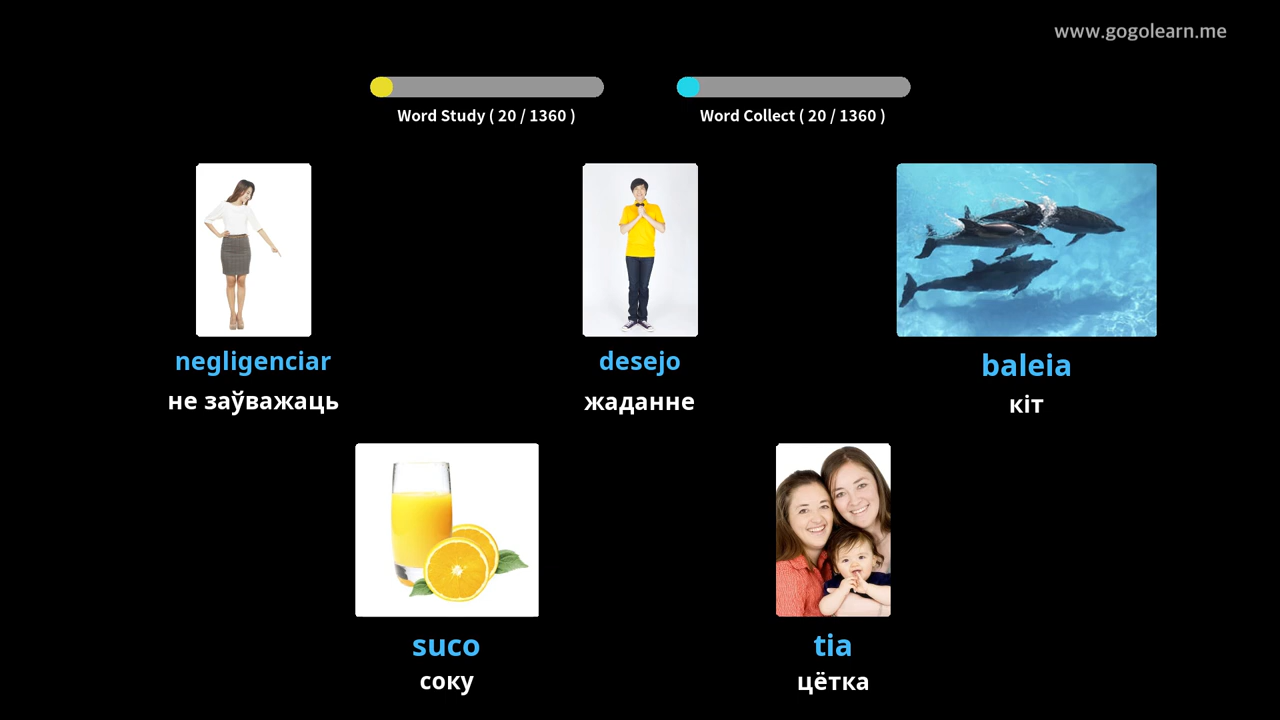 www.gogolearn.me
Word Study ( 20 / 1360 )
Word Collect ( 20 / 1360 )
negligenciar
не заўважаць
desejo
жаданне
baleia
кіт
suco
соку
tia
цётка